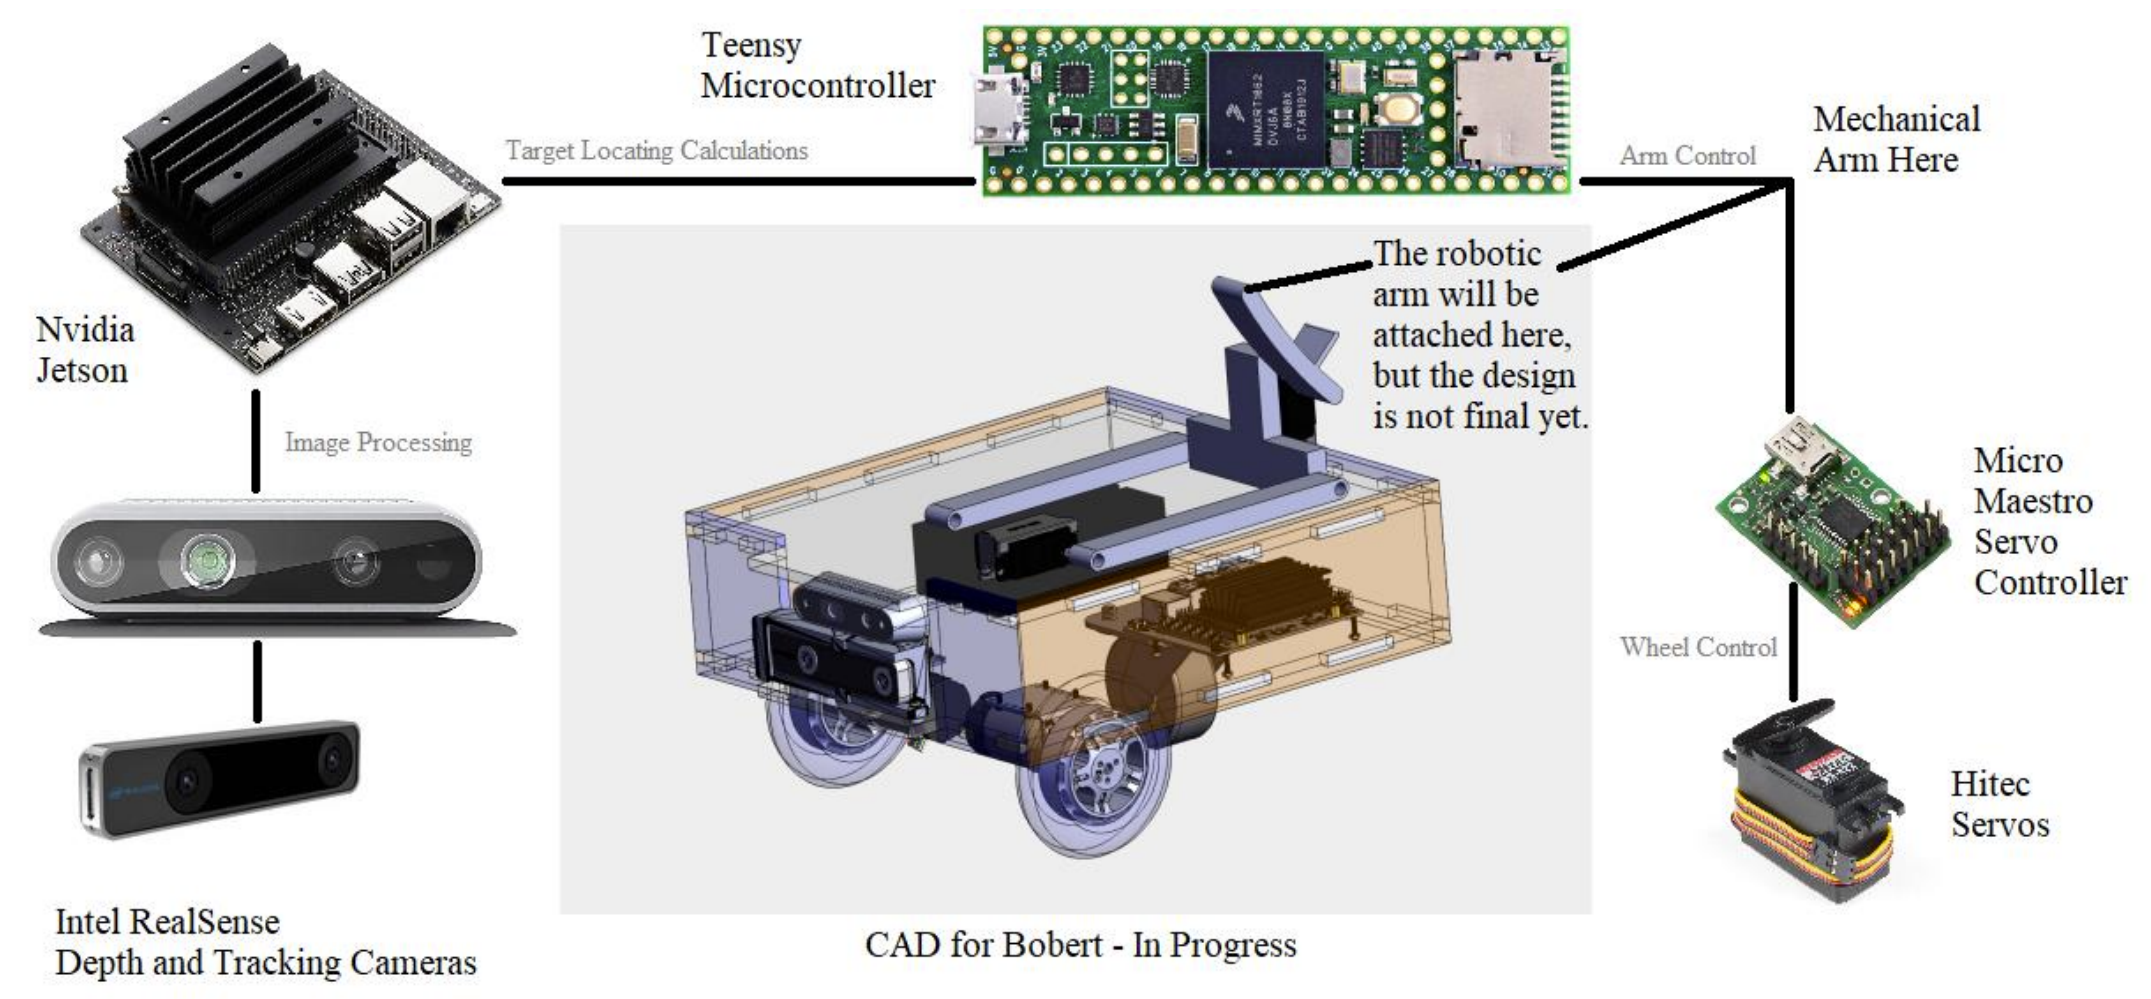 Teensy
Microcontroller
Target Locating Calculations
Arm Control
Mechanical
Arm Here
Nvidia
Jetson
Image Processing
The robotic
arm will be
attached here,
but the design
is not final yet.
Micro
Maestro
Servo
Controller
Wheel Control
Hitec
Servos
Intel RealSense
Depth and Tracking Cameras
CAD for Bobert - In Progress